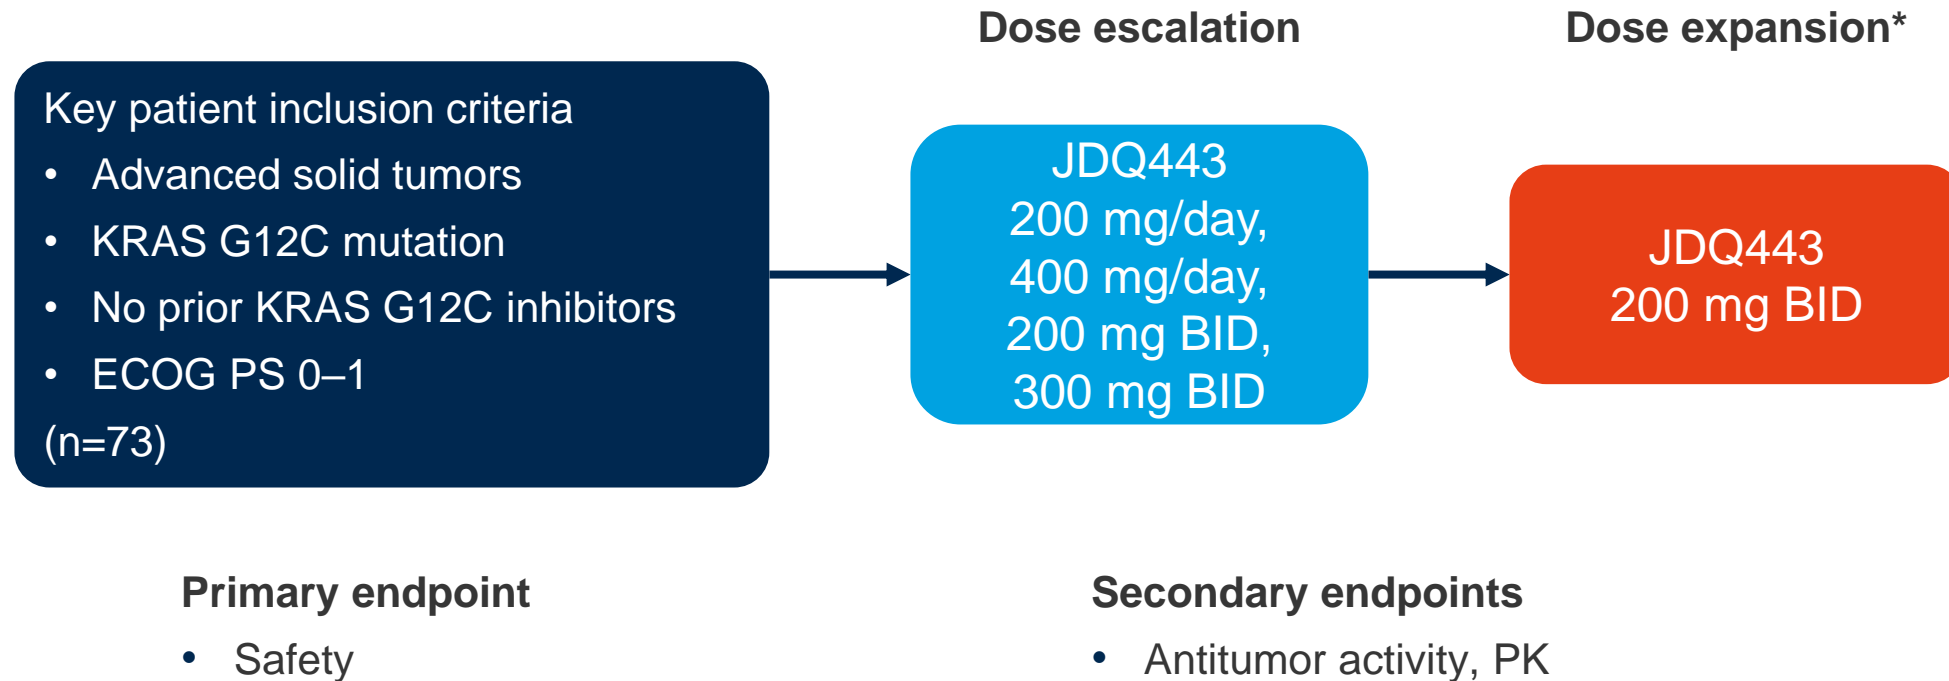 Dose escalation
Dose expansion*
Key patient inclusion criteria
• Advanced solid tumors
• KRAS G12C mutation
• No prior KRAS G12C inhibitors
• ECOG PS 0–1
(n=73)
JDQ443
200 mg/day,
400 mg/day,
200 mg BID,
300 mg BID
JDQ443
200 mg BID
Primary endpoint
• Safety
Secondary endpoints
• Antitumor activity, PK